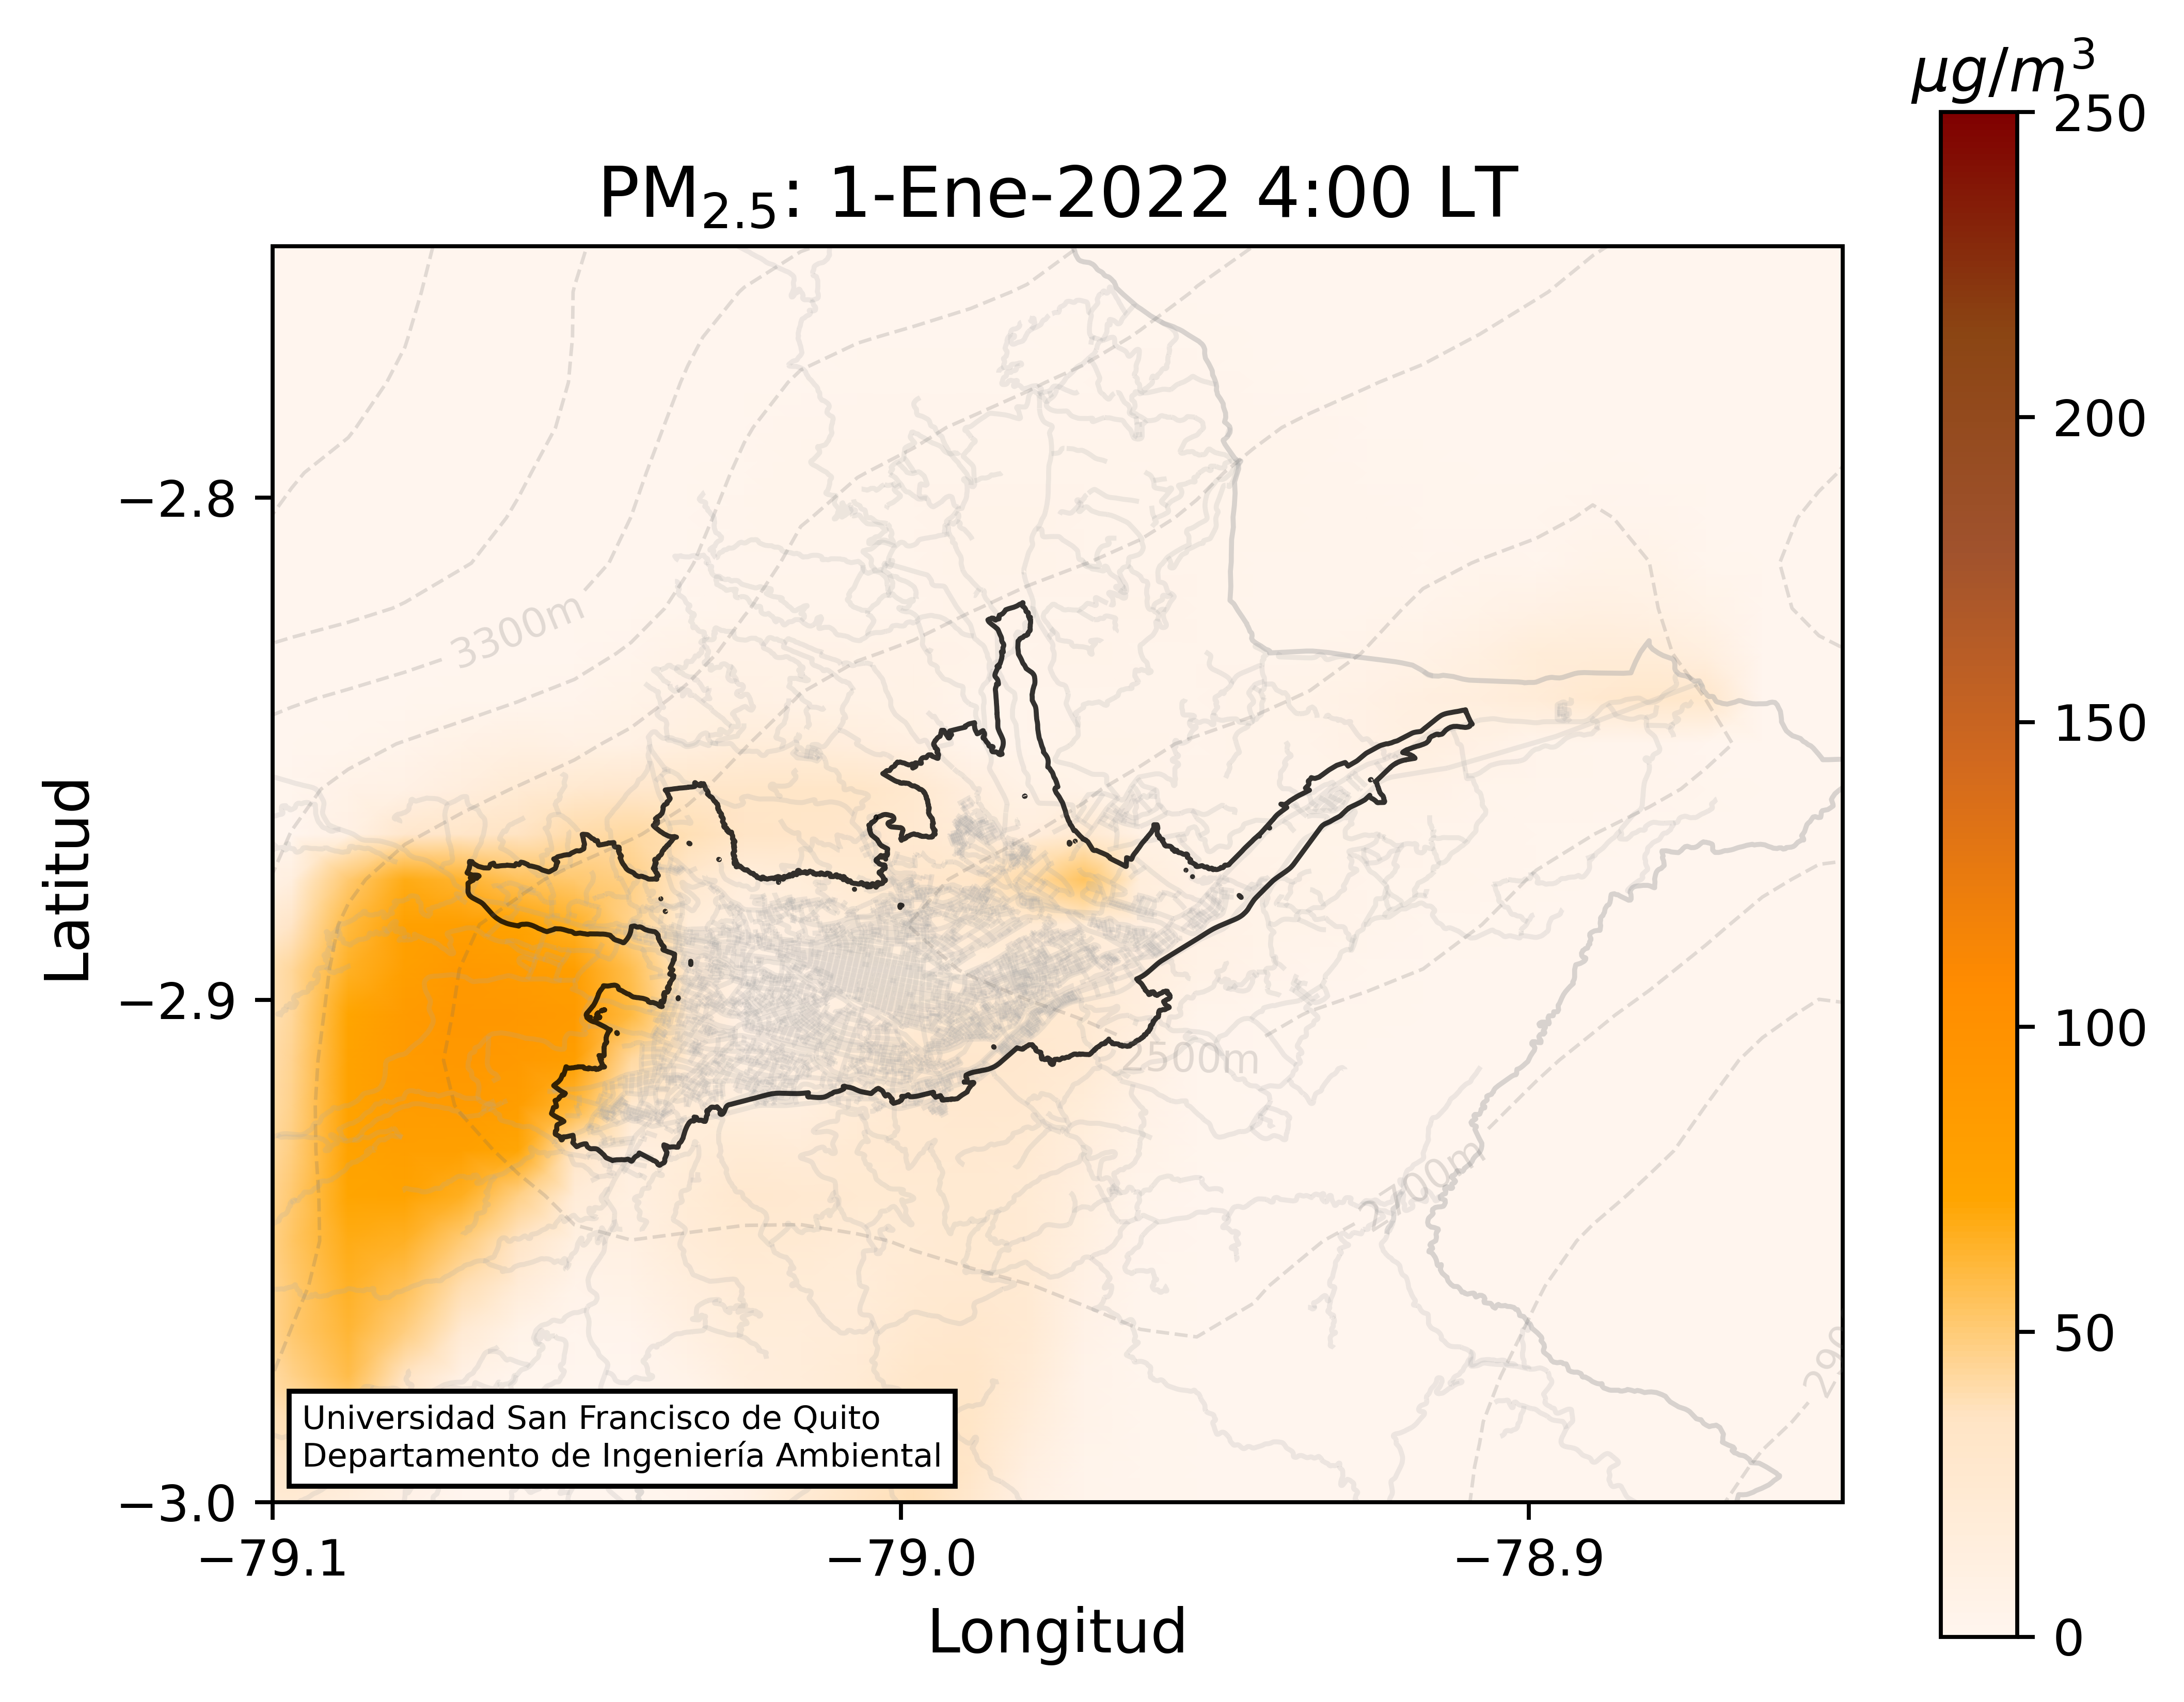 µg/m³
250
PM₂.₅: 1-Ene-2022 4:00 LT
200
−2.8
3300m
150
Latitud
−2.9
100
2500m
2700m
50
290
Universidad San Francisco de Quito
Departamento de Ingeniería Ambiental
−3.0
0
−79.1
−79.0
−78.9
Longitud